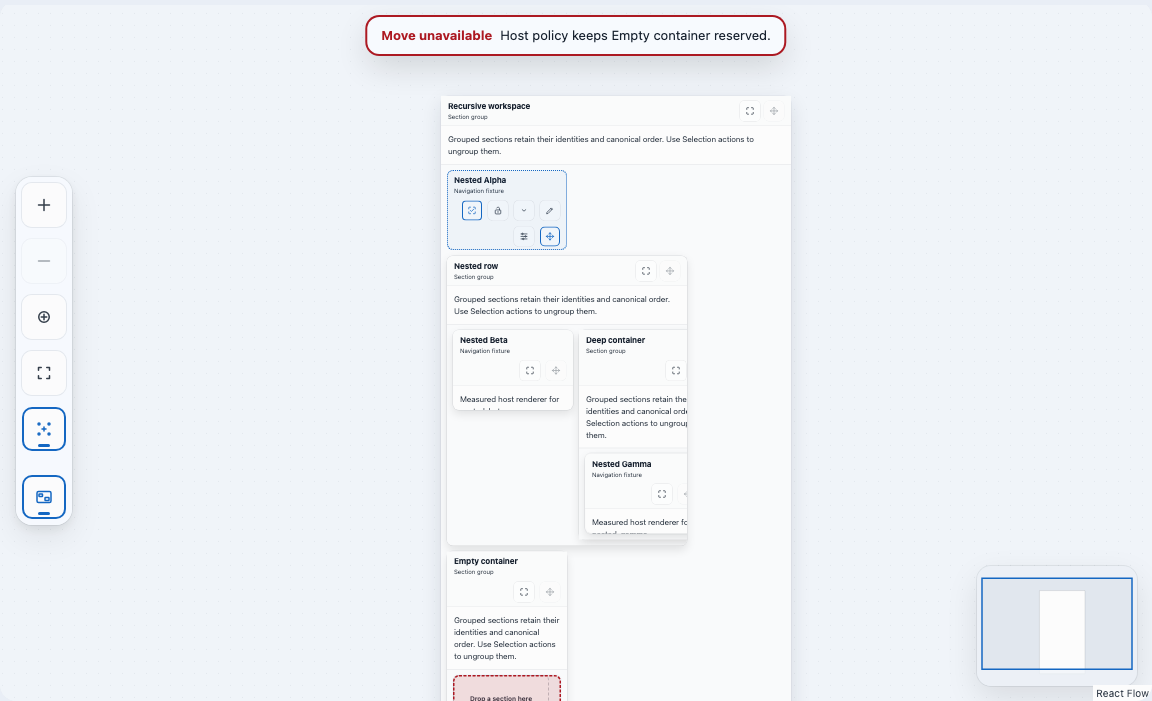 Move unavailable Host policy keeps Empty container reserved.
Recursive workspace
Section group
Grouped sections retain their identities and canonical order. Use Selection actions to
ungroup them.
Nested Alpha
Navigation fixture
Nested row
Section group
Grouped sections retain their identities and canonical order.
Use Selection actions to ungroup them.
Nested Beta
Navigation fixture
Measured host renderer for
Deep container
Section group
Grouped sections retain the
identities and canonical
Selection actions to
them.
Nested Gamma
Navigation fixture
Measured host renderer
Empty container
Section group
Grouped sections retain their
identities and canonical
order. Use Selection actions
to ungroup them.
Drop a section here
React Flow